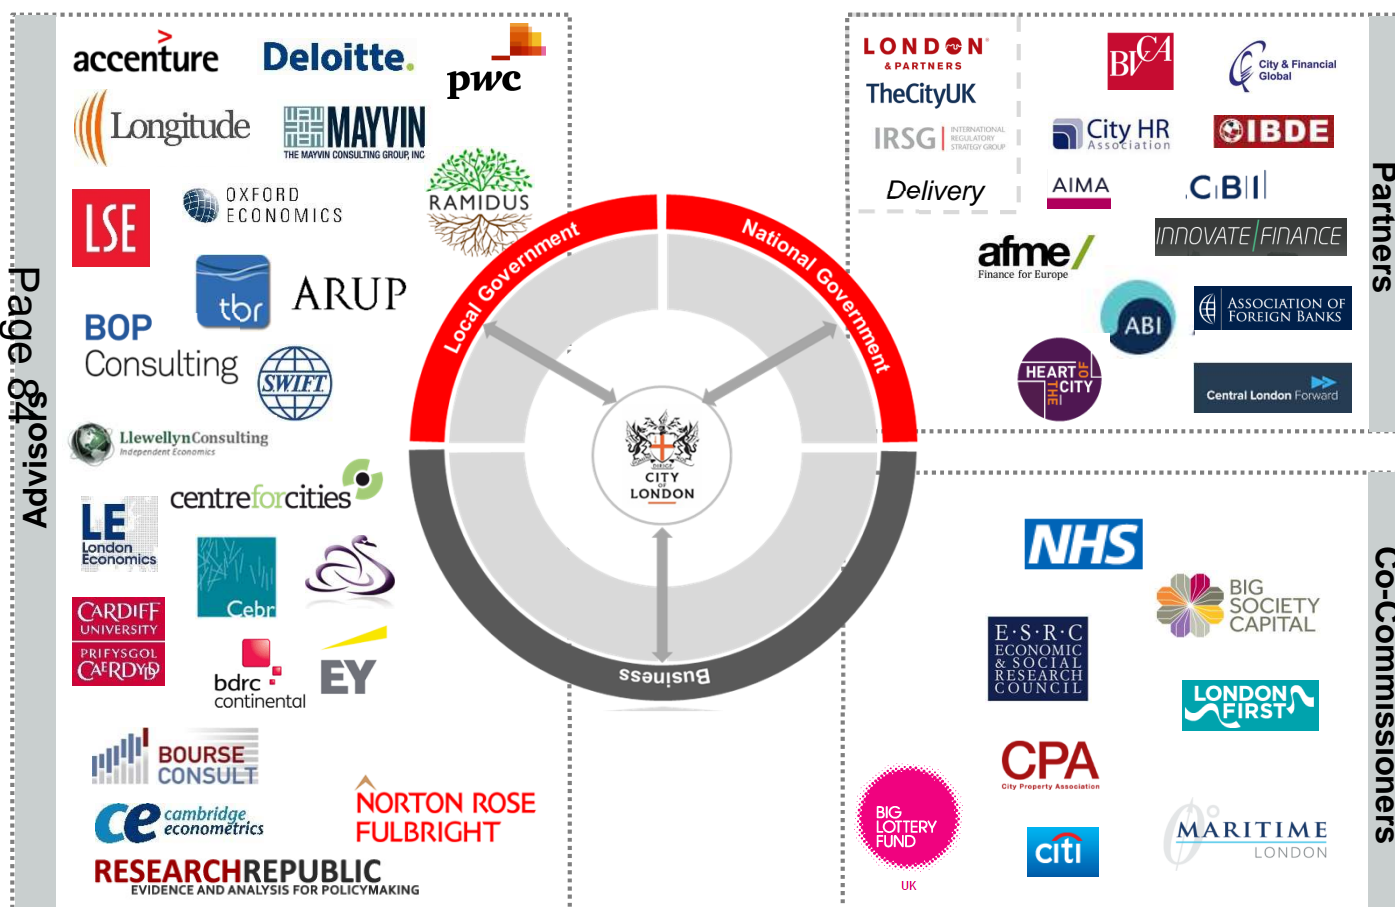 Page 84
Advisors
accenture
Deloitte.
pwc
Longitude
MAYVIN
THE MAYVIN CONSULTING GROUP, INC
LSE
OXFORD
ECONOMICS
RAMIDUS
tbr
ARUP
BOP
Consulting
SWIFT
LlewellynConsulting
Independent Economics
centreforcities
LE
London
Economics
Cebr
CARDIFF
UNIVERSITY
PRIFYSGOL
CAERDYDD
bdrc
continental
EY
BOURSE
CONSULT
ce cambridge
econometrics
NORTON ROSE
FULBRIGHT
RESEARCHREPUBLIC
EVIDENCE AND ANALYSIS FOR POLICYMAKING
Local Government
National Government
Business
DIRIGE
CITY
OF
LONDON
Partners
LONDON
& PARTNERS
TheCityUK
IRSG
INTERNATIONAL
REGULATORY
STRATEGY GROUP
Delivery
BVCA
City & Financial
Global
City HR
Association
IBDE
AIMA
CBI
INNOVATE/FINANCE
afme/
Finance for Europe
ABI
ASSOCIATION OF
FOREIGN BANKS
HEART OF
THE CITY
Central London Forward
Co-Commissioners
NHS
BIG
SOCIETY
CAPITAL
E·S·R·C
ECONOMIC
& SOCIAL
RESEARCH
COUNCIL
LONDON
FIRST
CPA
City Property Association
BIG
LOTTERY
FUND
UK
citi
MARITIME
LONDON